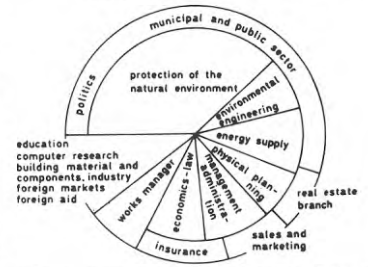 municipal and public sector
politics
protection of the
natural environment
environmental
engineering
energy supply
physical plan-
ning
management
administra-
tion
economics-law
works manager
education
computer research
building material and
components, industry
foreign markets
foreign aid
real estate
branch
sales and
marketing
insurance